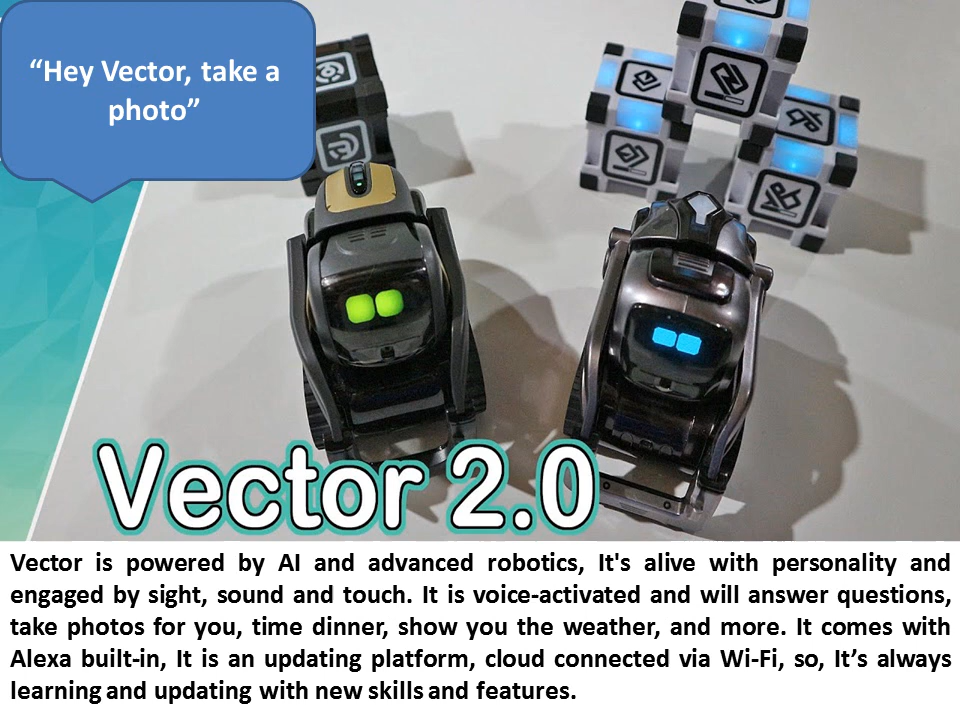 “Hey Vector, take a
photo”
Vector 2.0
Vector is powered by AI and advanced robotics, It's alive with personality and
engaged by sight, sound and touch. It is voice-activated and will answer questions,
take photos for you, time dinner, show you the weather, and more. It comes with
Alexa built-in, It is an updating platform, cloud connected via Wi-Fi, so, It’s always
learning and updating with new skills and features.